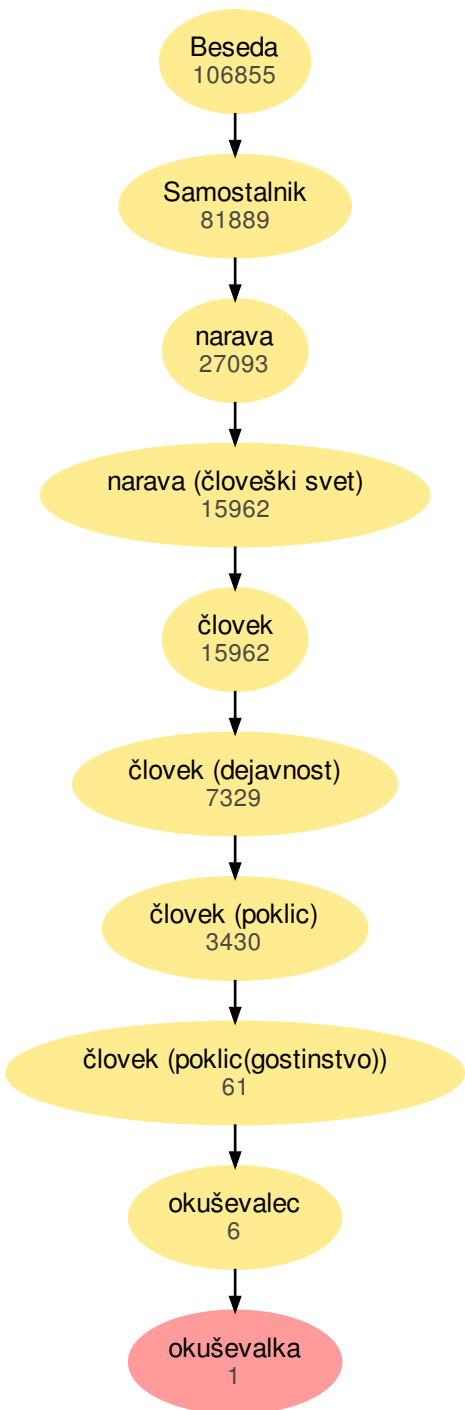 Beseda
106855
Samostalnik
81889
narava
27093
narava (človeški svet)
15962
človek
15962
človek (dejavnost)
7329
človek (poklic)
3430
človek (poklic(gostinstvo))
61
okuševalec
6
okuševalka
1